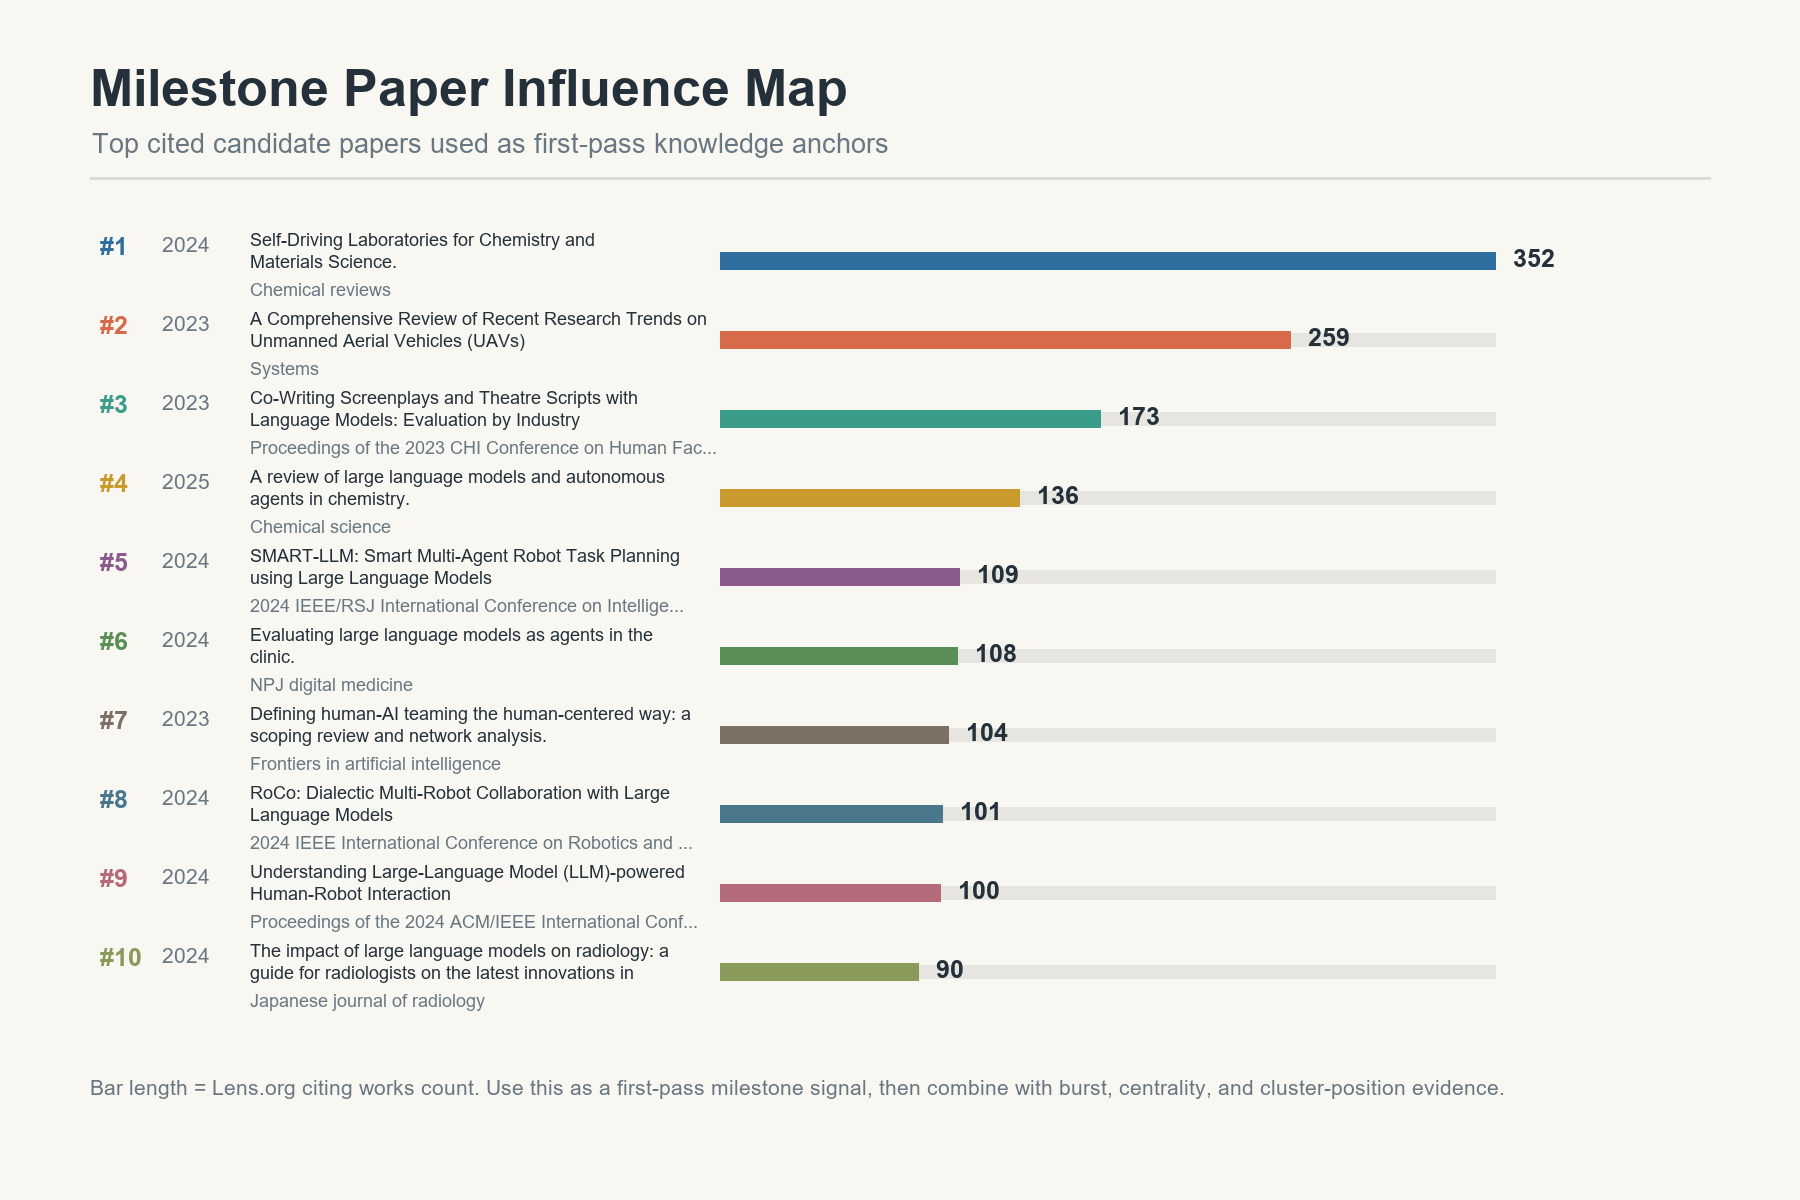 Milestone Paper Influence Map
Top cited candidate papers used as first-pass knowledge anchors
#1 2024 Self-Driving Laboratories for Chemistry and
Materials Science.
352
Chemical reviews
#2 2023 A Comprehensive Review of Recent Research Trends on
Unmanned Aerial Vehicles (UAVs)
259
Systems
#3 2023 Co-Writing Screenplays and Theatre Scripts with
Language Models: Evaluation by Industry
173
Proceedings of the 2023 CHI Conference on Human Fac...
#4 2025 A review of large language models and autonomous
agents in chemistry.
136
Chemical science
#5 2024 SMART-LLM: Smart Multi-Agent Robot Task Planning
using Large Language Models
109
2024 IEEE/RSJ International Conference on Intellige...
#6 2024 Evaluating large language models as agents in the
clinic.
108
NPJ digital medicine
#7 2023 Defining human-AI teaming the human-centered way: a
scoping review and network analysis.
104
Frontiers in artificial intelligence
#8 2024 RoCo: Dialectic Multi-Robot Collaboration with Large
Language Models
101
2024 IEEE International Conference on Robotics and ...
#9 2024 Understanding Large-Language Model (LLM)-powered
Human-Robot Interaction
100
Proceedings of the 2024 ACM/IEEE International Conf...
#10 2024 The impact of large language models on radiology: a
guide for radiologists on the latest innovations in
90
Japanese journal of radiology
Bar length = Lens.org citing works count. Use this as a first-pass milestone signal, then combine with burst, centrality, and cluster-position evidence.